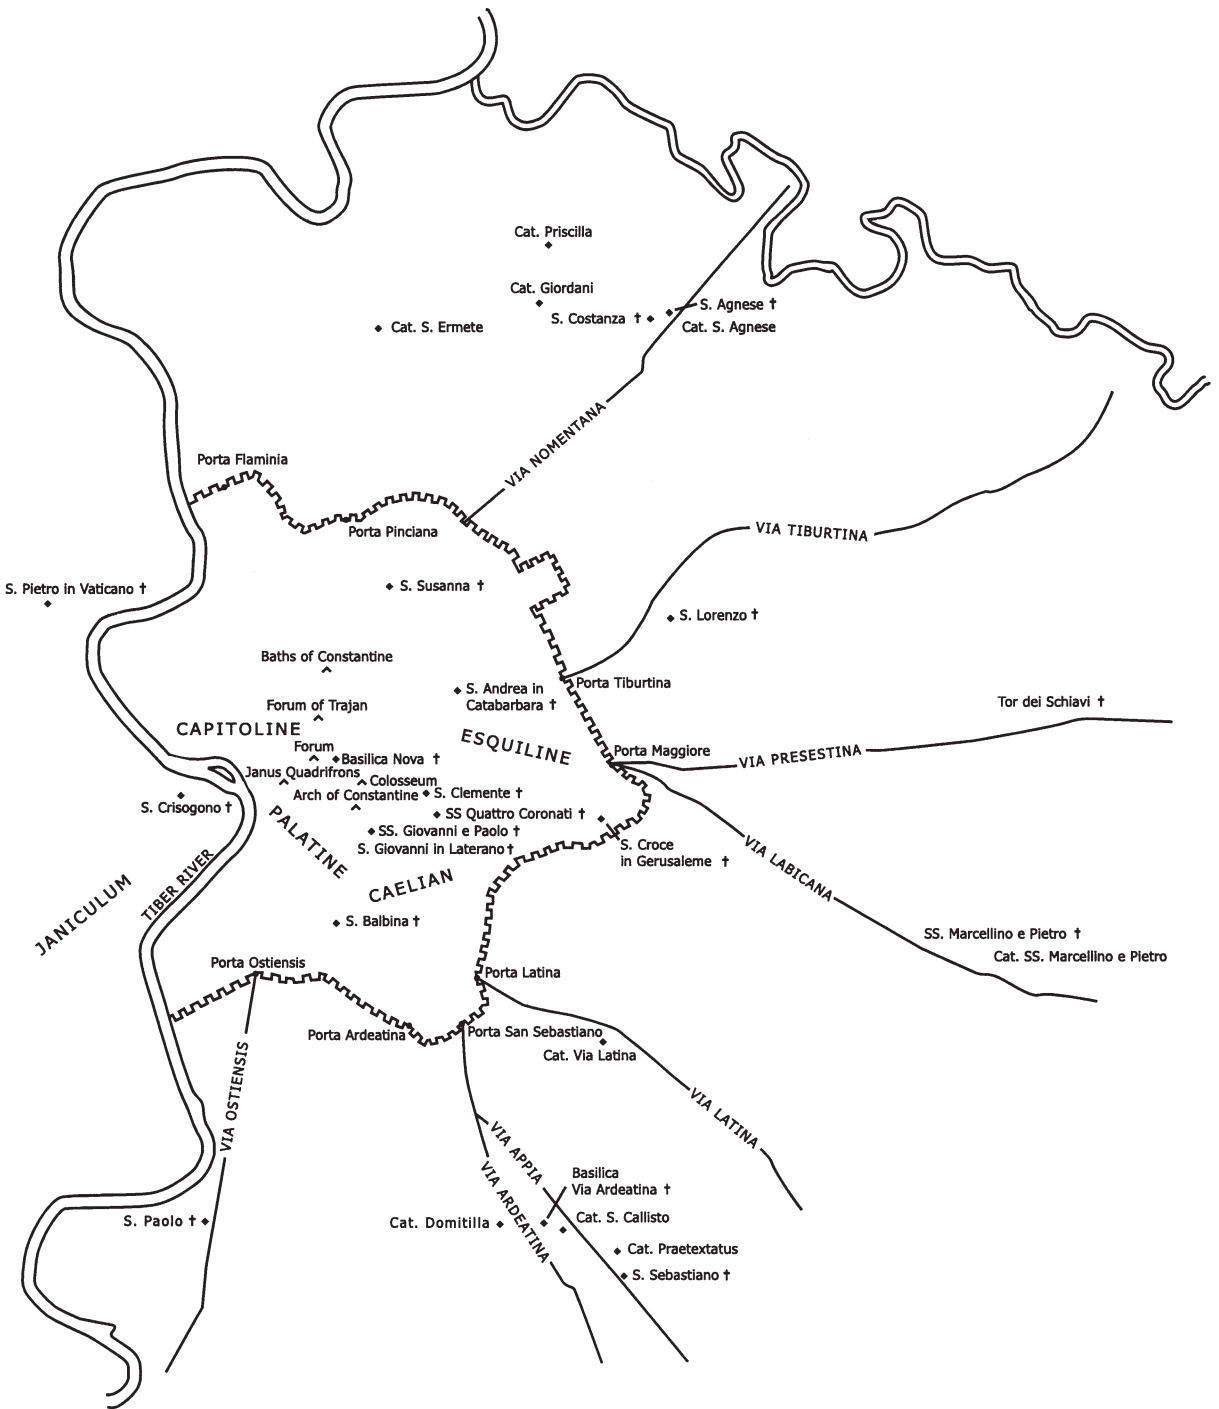 Cat. Priscilla
Cat. Giordani
S. Costanza †
S. Agnese †
Cat. S. Agnese
Cat. S. Ermete
VIA NOMENTANA
Porta Flaminia
Porta Pinciana
VIA TIBURTINA
S. Pietro in Vaticano †
S. Susanna †
S. Lorenzo †
Baths of Constantine
Porta Tiburtina
S. Andrea in
Catabarbara †
Tor dei Schiavi †
Forum of Trajan
CAPITOLINE
ESQUILINE
Forum
Porta Maggiore
VIA PRESESTINA
Basilica Nova †
Janus Quadrifrons
Colosseum
Arch of Constantine
S. Clemente †
S. Crisogono †
SS Quattro Coronati †
PALATINE
SS. Giovanni e Paolo †
S. Giovanni in Laterano †
S. Croce
in Gerusaleme †
VIA LABICANA
CAELIAN
TIBER RIVER
JANICULUM
S. Balbina †
SS. Marcellino e Pietro †
Cat. SS. Marcellino e Pietro
Porta Ostiensis
Porta Latina
Porta Ardeatina
Porta San Sebastiano
Cat. Via Latina
VIA OSTIENSIS
VIA LATINA
VIA APPIA
VIA ARDEATINA
Basilica
Via Ardeatina †
S. Paolo †
Cat. Domitilla
Cat. S. Callisto
Cat. Praetextatus
S. Sebastiano †